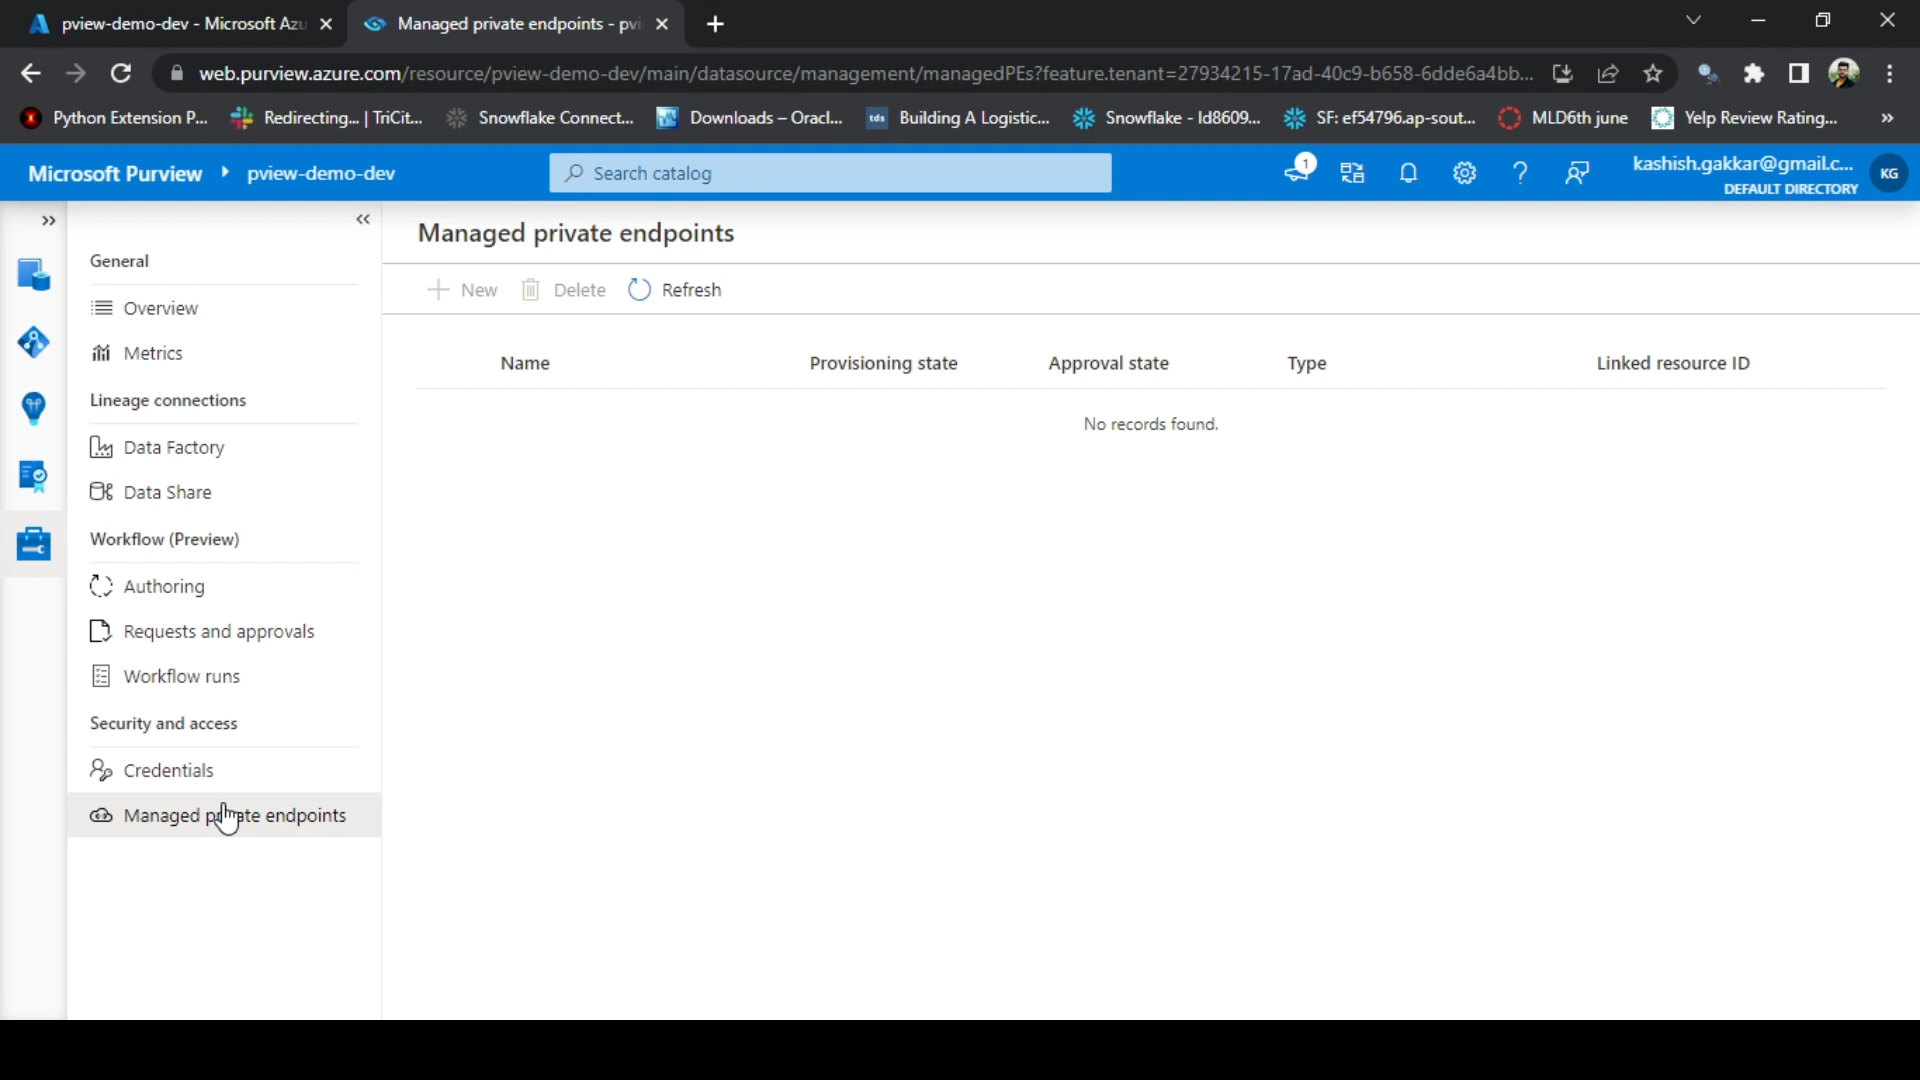 pview-demo-dev - Microsoft Azu
Managed private endpoints - pvi
web.purview.azure.com/resource/pview-demo-dev/main/datasource/management/managedPEs?feature.tenant=27934215-17ad-40c9-b658-6dde6a4bb...
Python Extension P...
Redirecting... | TriCit...
Snowflake Connect...
Downloads – Oracl...
tds
Building A Logistic...
Snowflake - Id8609...
SF: ef54796.ap-sout...
MLD6th june
Yelp Review Rating...
Microsoft Purview
pview-demo-dev
Search catalog
1
kashish.gakkar@gmail.c...
DEFAULT DIRECTORY
KG
General
Overview
Metrics
Lineage connections
Data Factory
Data Share
Workflow (Preview)
Authoring
Requests and approvals
Workflow runs
Security and access
Credentials
Managed private endpoints
Managed private endpoints
New
Delete
Refresh
Name
Provisioning state
Approval state
Type
Linked resource ID
No records found.